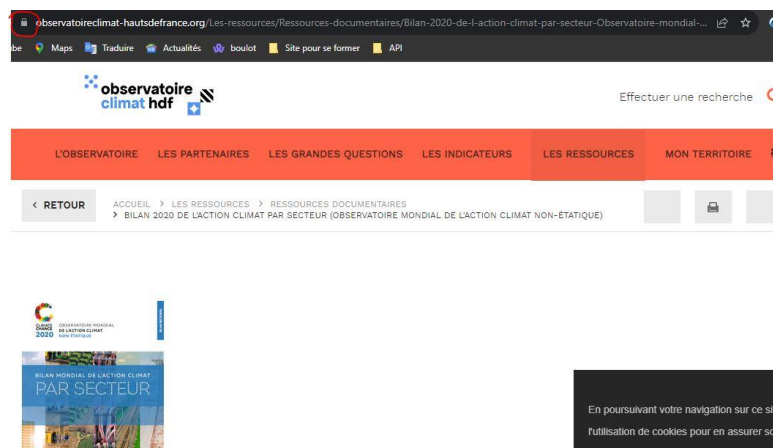 observatoireclimat-hautsdefrance.org/Les-ressources/Ressources-documentaires/Bilan-2020-de-l-action-climat-par-secteur-Observatoire-mondial-...
be Maps Traduire Actualités boulot Site pour se former API
observatoire
climat hdf
Effectuer une recherche
L'OBSERVATOIRE LES PARTENAIRES LES GRANDES QUESTIONS LES INDICATEURS LES RESSOURCES MON TERRITOIRE
< RETOUR
ACCUEIL > LES RESSOURCES > RESSOURCES DOCUMENTAIRES
> BILAN 2020 DE L'ACTION CLIMAT PAR SECTEUR (OBSERVATOIRE MONDIAL DE L'ACTION CLIMAT NON-ÉTATIQUE)
CLIMATE
CHANCE
2020
OBSERVATOIRE MONDIAL
DE L'ACTION CLIMAT
NON-ÉTATIQUE
BILAN MONDIAL DE L'ACTION CLIMAT
PAR SECTEUR
En poursuivant votre navigation sur ce si
l'utilisation de cookies pour en assurer so